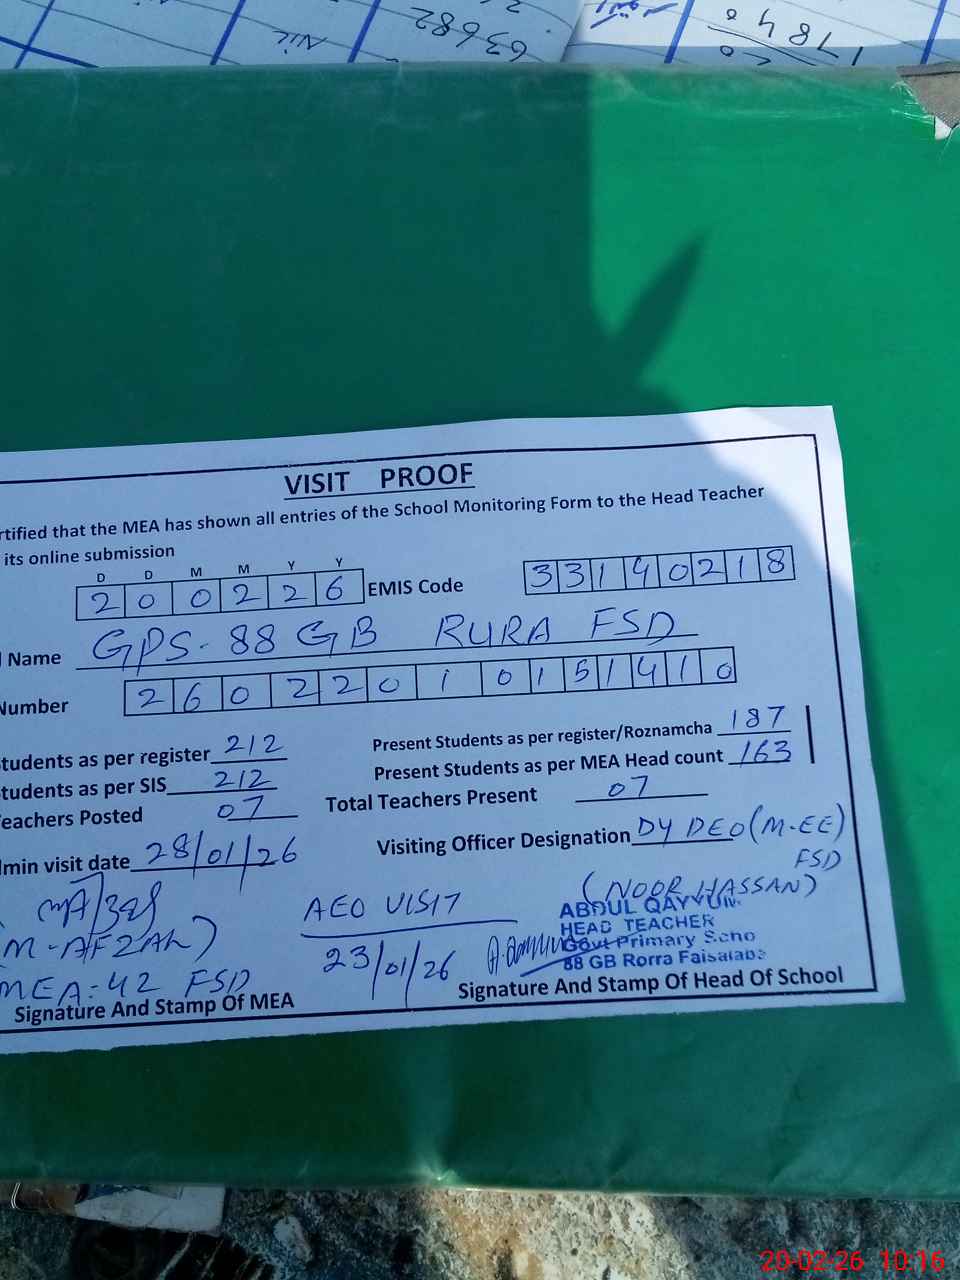 63682
Nil
1784
VISIT PROOF
rtified that the MEA has shown all entries of the School Monitoring Form to the Head Teacher
its online submission
D D M M Y Y
2 0 0 2 2 6 EMIS Code 3 3 1 4 0 2 1 8
Name GPS. 88 GB RURA FSD
Number 2 6 0 2 2 0 1 0 1 5 1 4 1 0
tudents as per register 212 Present Students as per register/Roznamcha 187
tudents as per SIS 212 Present Students as per MEA Head count 163
eachers Posted 07 Total Teachers Present 07
dmin visit date 28/01/26 Visiting Officer Designation DY DEO (M-EE)
FSD
(NOOR HASSAN)
(M-AFZAL)
MEA: 42 FSD
AEO VISIT
23/01/26
ABDUL QAYYUM
HEAD TEACHER
Govt Primary Scho
88 GB Rorra Faisalaba
Signature And Stamp Of MEA Signature And Stamp Of Head Of School
20-02-26 10:16